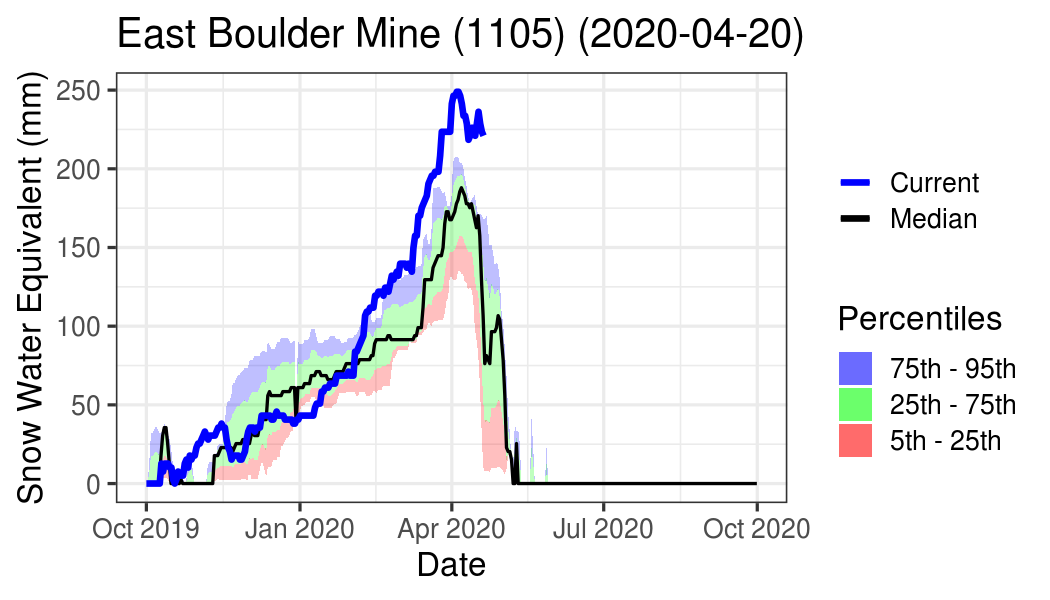 East Boulder Mine (1105) (2020-04-20)
Snow Water Equivalent (mm)
250
200
150
100
50
0
Oct 2019
Jan 2020
Apr 2020
Jul 2020
Oct 2020
Date
Current
Median
Percentiles
75th - 95th
25th - 75th
5th - 25th